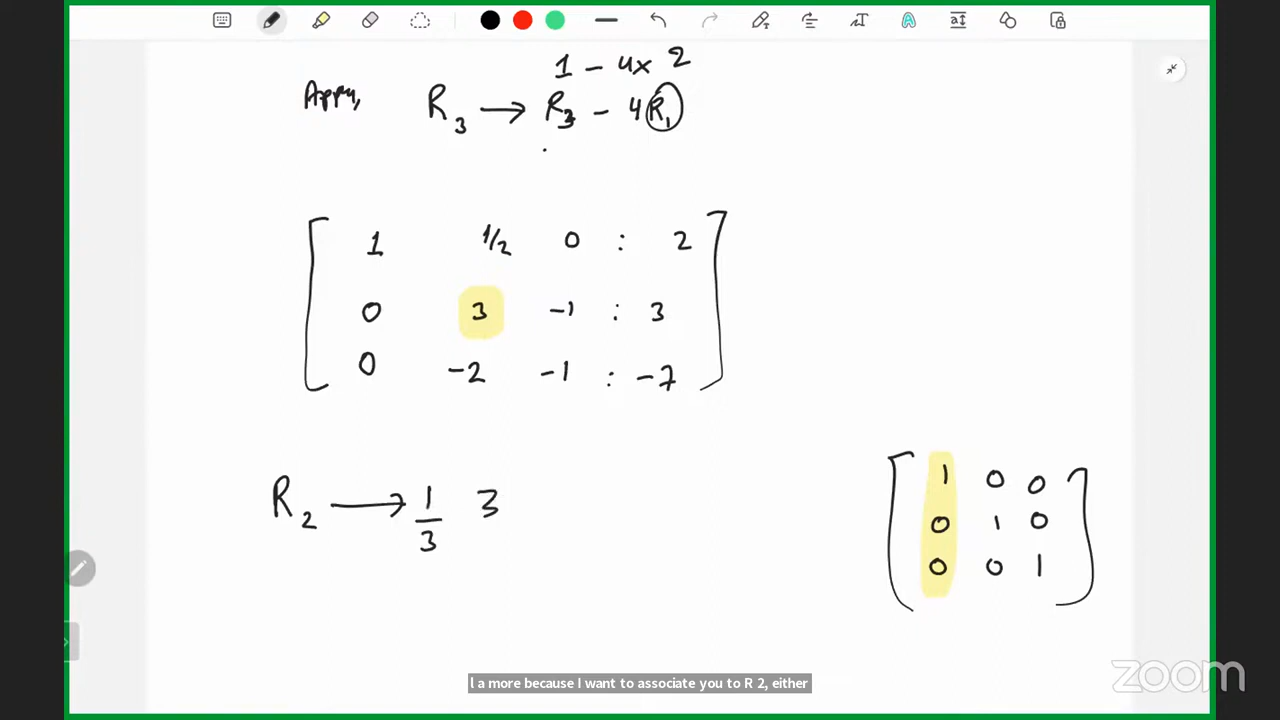 1 - 4x 2
Apply, R3 → R3 - 4R1
1 1/2 0 : 2
0 3 -1 : 3
0 -2 -1 : -7
R2 → 1/3 3
1 0 0
0 1 0
0 0 1
l a more because I want to associate you to R 2, either
zoom